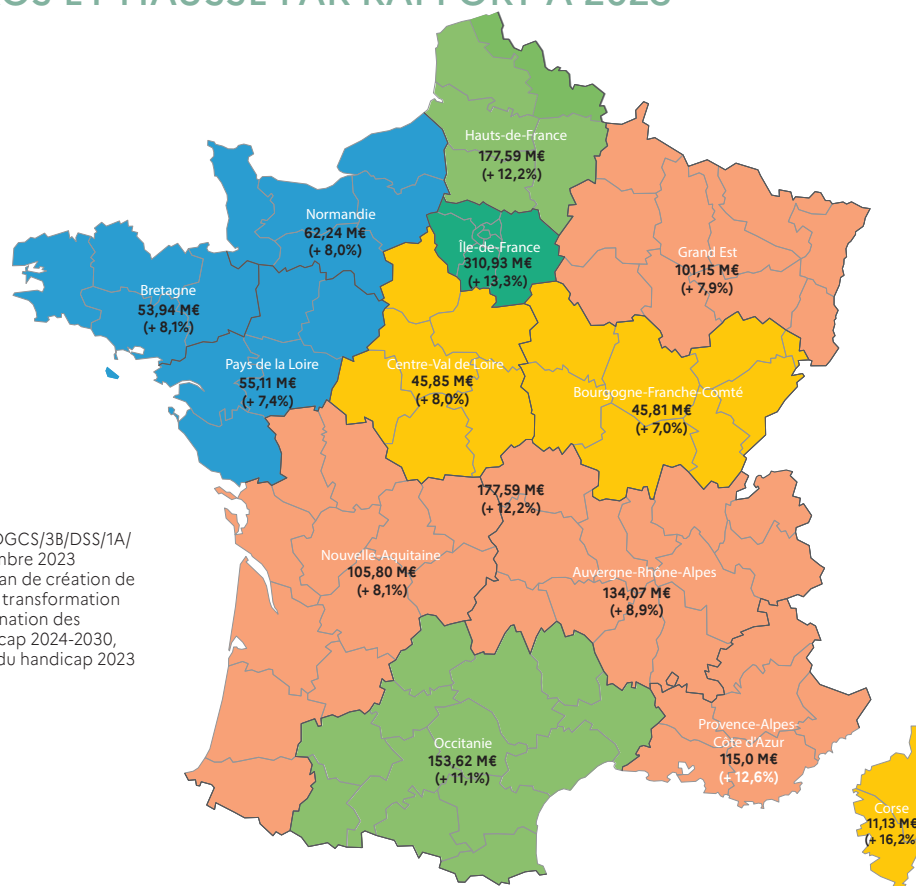 Hauts-de-France
177,59 M€
(+ 12,2%)
Normandie
62,24 M€
(+ 8,0%)
Île-de-France
310,93 M€
(+ 13,3%)
Grand Est
101,15 M€
(+ 7,9%)
Bretagne
53,94 M€
(+ 8,1%)
Pays de la Loire
55,11 M€
(+ 7,4%)
Centre-Val de Loire
45,85 M€
(+ 8,0%)
Bourgogne-Franche-Comté
45,81 M€
(+ 7,0%)
177,59 M€
(+ 12,2%)
Nouvelle-Aquitaine
105,80 M€
(+ 8,1%)
Auvergne-Rhône-Alpes
134,07 M€
(+ 8,9%)
DGCS/3B/DSS/1A/
mbre 2023
an de création de
transformation
nation des
cap 2024-2030,
du handicap 2023
Occitanie
153,62 M€
(+ 11,1%)
Provence-Alpes-
Côte d'Azur
115,0 M€
(+ 12,6%)
Corse
11,13 M€
(+ 16,2%